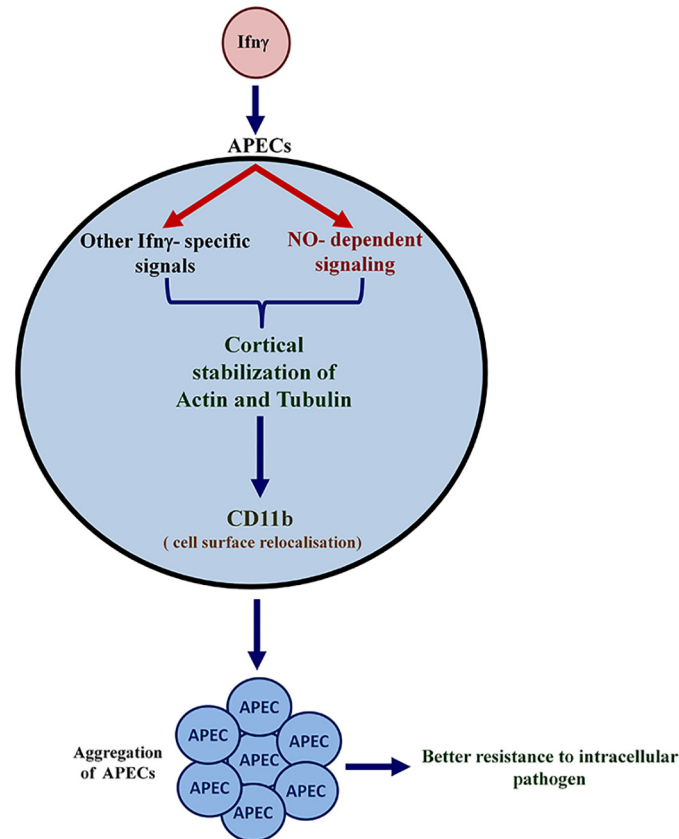 Ifnγ
APECs
Other Ifnγ- specific
signals
NO- dependent
signaling
Cortical
stabilization of
Actin and Tubulin
CD11b
( cell surface relocalisation)
Aggregation
of APECs
APEC
APEC
APEC
APEC
APEC
APEC
APEC
Better resistance to intracellular
pathogen